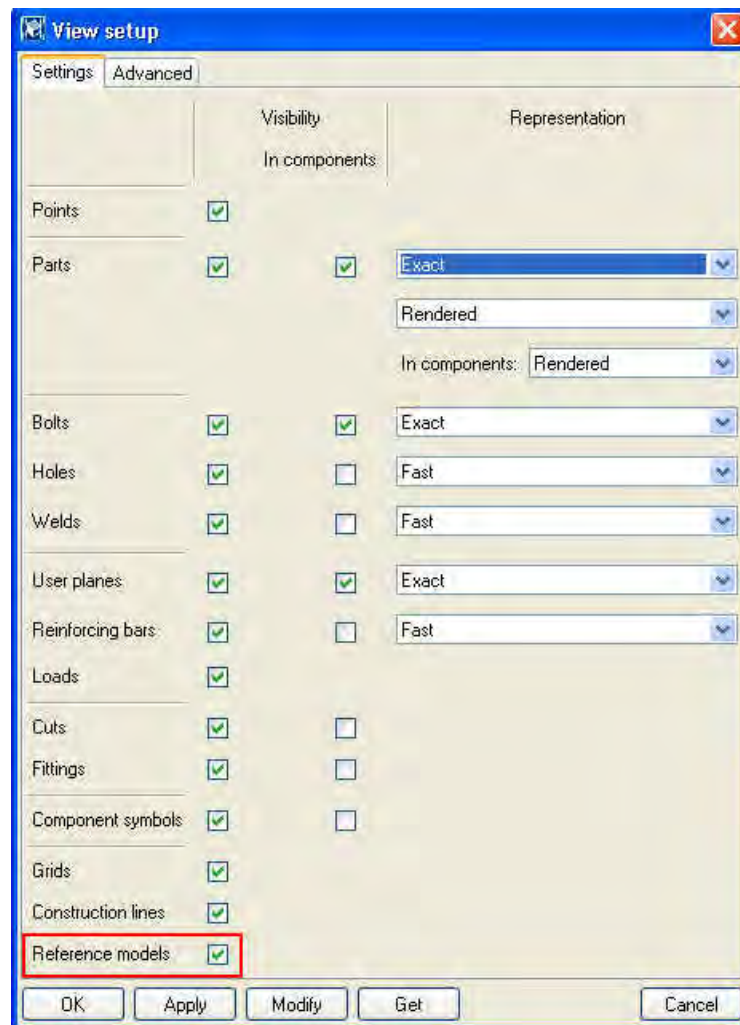 View setup
Settings Advanced
Visibility Representation
In components
Points
Parts Exact
Rendered
In components: Rendered
Bolts Exact
Holes Fast
Welds Fast
User planes Exact
Reinforcing bars Fast
Loads
Cuts
Fittings
Component symbols
Grids
Construction lines
Reference models
OK Apply Modify Get Cancel